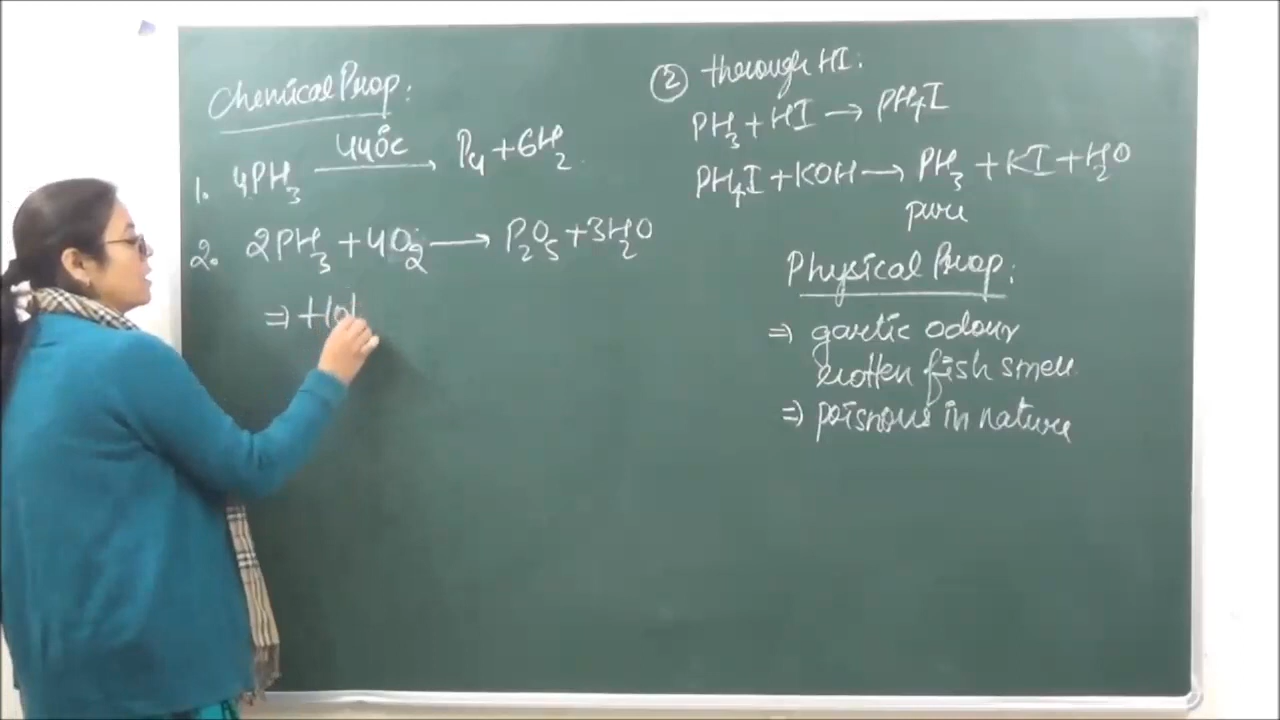 Chemical Prop:
1. 4PH₃ —440°C→ P₄ + 6H₂
2. 2PH₃ + 4O₂ → P₂O₅ + 3H₂O
⇒ Hol
② through HI:
PH₃ + HI → PH₄I
PH₄I + KOH → PH₃ + KI + H₂O
pure
Physical Prop:
⇒ garlic odour
rotten fish smell
⇒ poisnous in nature